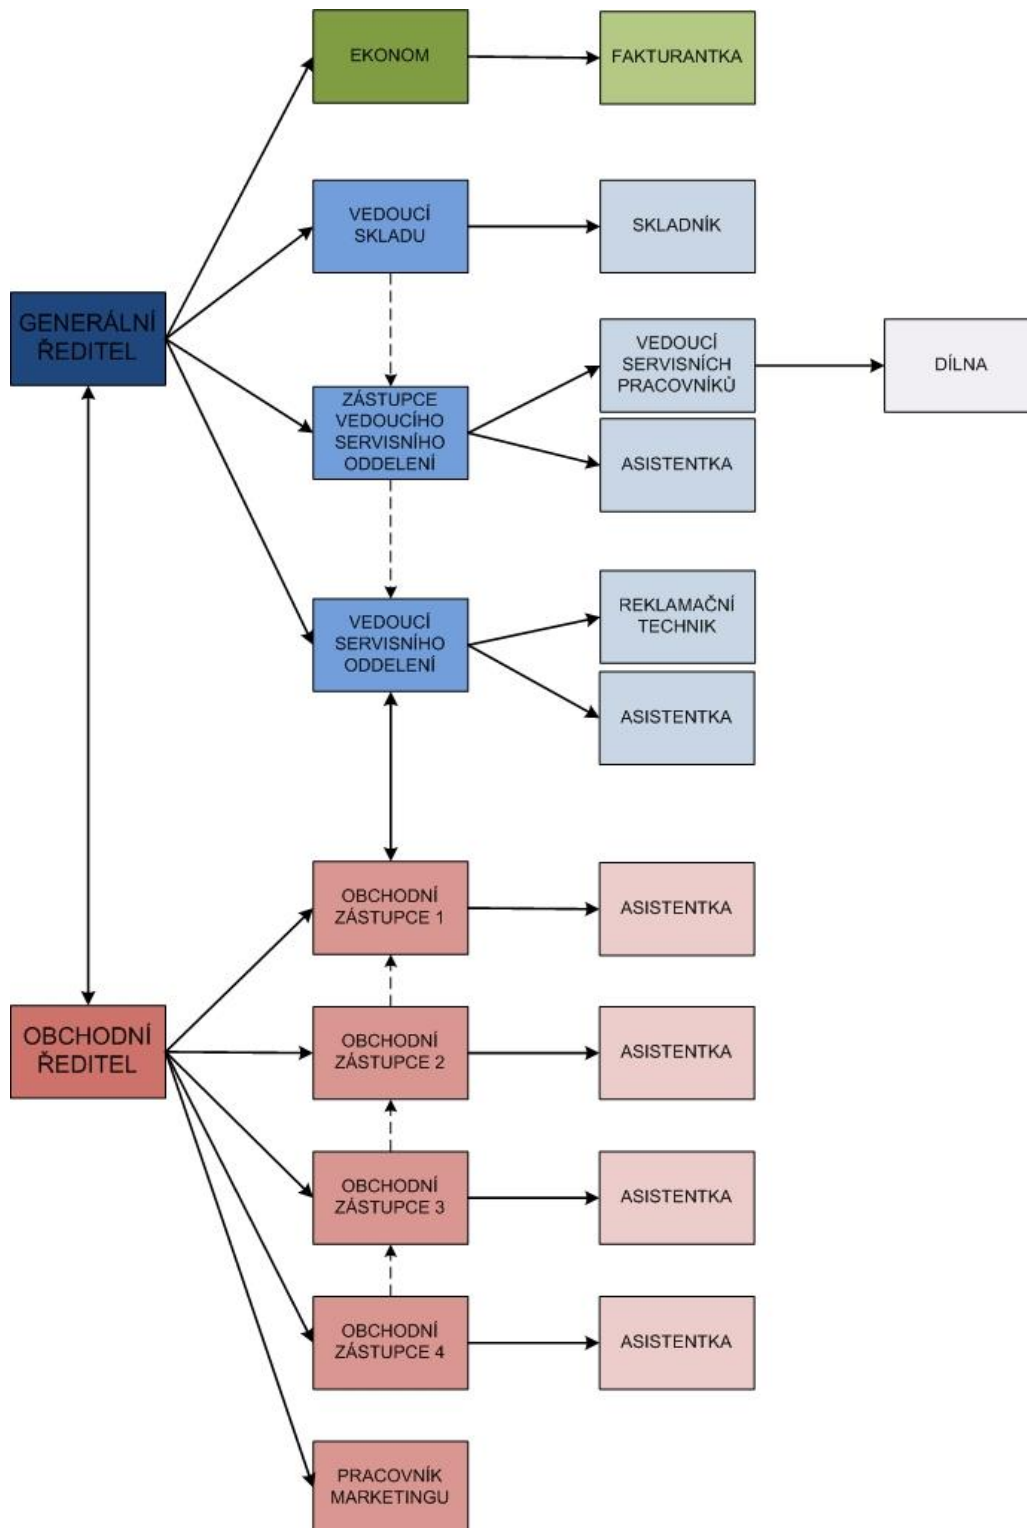 EKONOM
FAKTURANTKA
VEDOUCÍ
SKLADU
SKLADNÍK
GENERÁLNÍ
ŘEDITEL
ZÁSTUPCE
VEDOUCÍHO
SERVISNÍHO
ODDELENÍ
VEDOUCÍ
SERVISNÍCH
PRACOVNÍKŮ
DÍLNA
ASISTENTKA
VEDOUCÍ
SERVISNÍHO
ODDELENÍ
REKLAMAČNÍ
TECHNIK
ASISTENTKA
OBCHODNÍ
ZÁSTUPCE 1
ASISTENTKA
OBCHODNÍ
ŘEDITEL
OBCHODNÍ
ZÁSTUPCE 2
ASISTENTKA
OBCHODNÍ
ZÁSTUPCE 3
ASISTENTKA
OBCHODNÍ
ZÁSTUPCE 4
ASISTENTKA
PRACOVNÍK
MARKETINGU